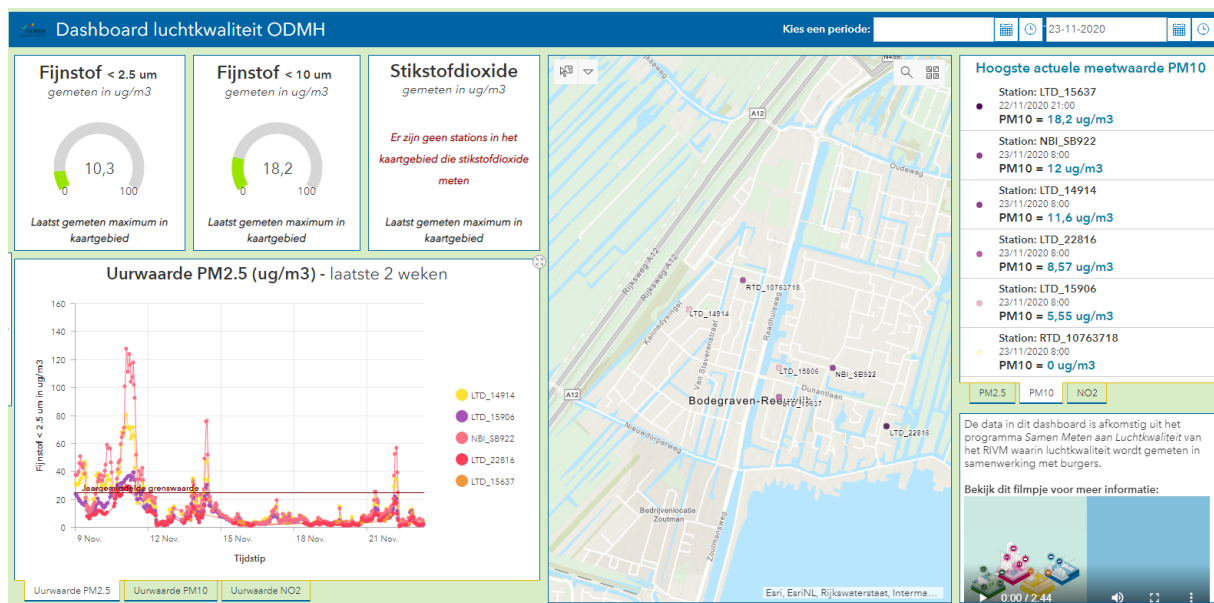 ODMH
Dashboard luchtkwaliteit ODMH
Kies een periode:
23-11-2020
Fijnstof < 2.5 um
gemeten in ug/m3
10,3
0
100
Laatst gemeten maximum in
kaartgebied
Fijnstof < 10 um
gemeten in ug/m3
18,2
0
100
Laatst gemeten maximum in
kaartgebied
Stikstofdioxide
gemeten in ug/m3
Er zijn geen stations in het
kaartgebied die stikstofdioxide
meten
Laatst gemeten maximum in
kaartgebied
Uurwaarde PM2.5 (ug/m3) - laatste 2 weken
Fijnstof < 2.5 um in ug/m3
160
140
120
100
80
60
40
20
0
Jaargemiddelde grenswaarde
9 Nov.
12 Nov.
15 Nov.
18 Nov.
21 Nov.
Tijdstip
LTD_14914
LTD_15906
NBI_SB922
LTD_22816
LTD_15637
Uurwaarde PM2.5
Uurwaarde PM10
Uurwaarde NO2
N459
A12
Oudeweg
Rijksweg A12
Rijksweg A12
RTD_10763718
LTD_14914
Kennedysingel
Raadhuisweg
Van Staverenstraat
LTD_15906
NBI_SB922
Dunantlaan
A12
Bodegraven-Reeuwijk
LTD_15637
LTD_22816
Nieuwdorperweg
Bedrijvenlocatie
Zoutman
Zoutmansweg
Esri, EsriNL, Rijkswaterstaat, Interma...
Hoogste actuele meetwaarde PM10
Station: LTD_15637
22/11/2020 21:00
PM10 = 18,2 ug/m3
Station: NBI_SB922
23/11/2020 8:00
PM10 = 12 ug/m3
Station: LTD_14914
23/11/2020 8:00
PM10 = 11,6 ug/m3
Station: LTD_22816
23/11/2020 8:00
PM10 = 8,57 ug/m3
Station: LTD_15906
23/11/2020 8:00
PM10 = 5,55 ug/m3
Station: RTD_10763718
23/11/2020 8:00
PM10 = 0 ug/m3
PM2.5
PM10
NO2
De data in dit dashboard is afkomstig uit het
programma Samen Meten aan Luchtkwaliteit van
het RIVM waarin luchtkwaliteit wordt gemeten in
samenwerking met burgers.
Bekijk dit filmpje voor meer informatie:
0:00 / 2:44